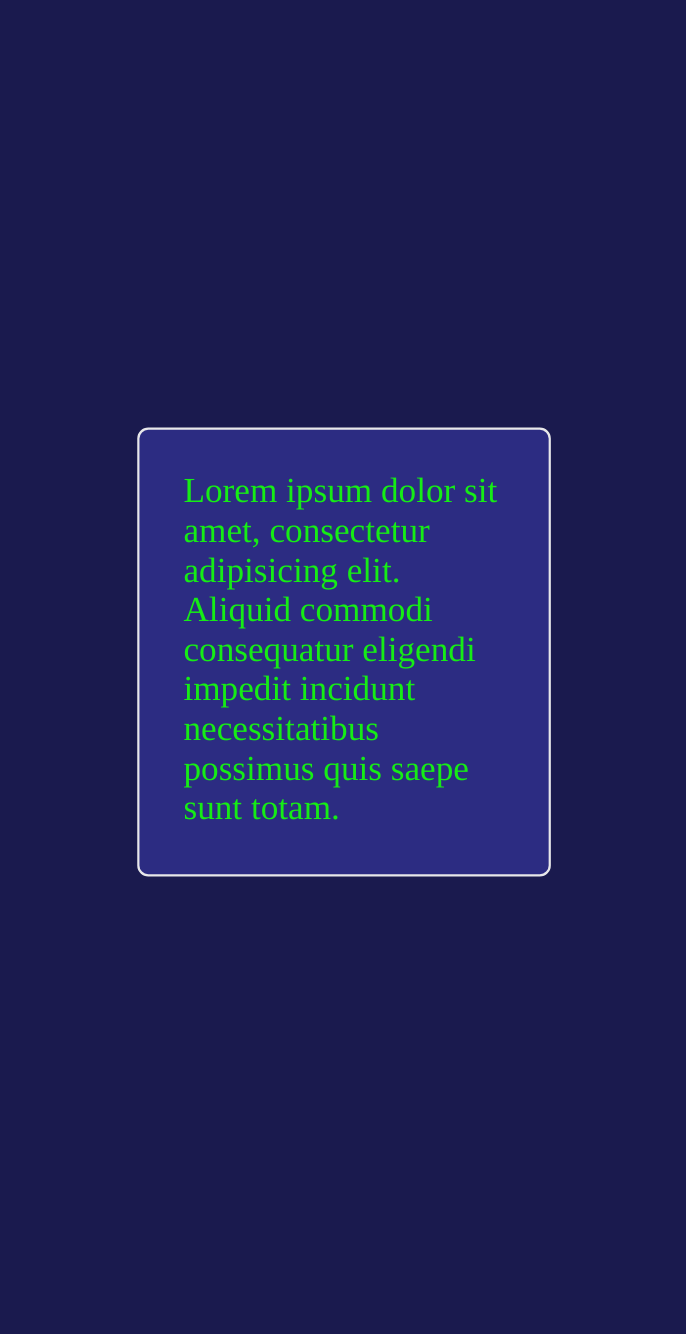 Lorem ipsum dolor sit
amet, consectetur
adipisicing elit.
Aliquid commodi
consequatur eligendi
impedit incidunt
necessitatibus
possimus quis saepe
sunt totam.